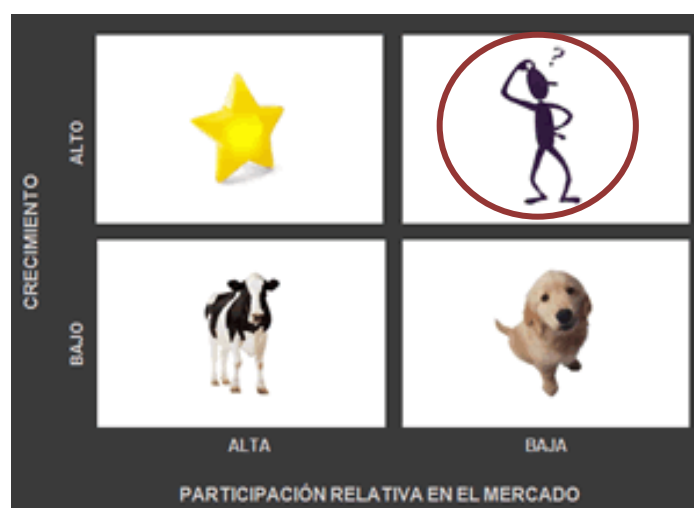 ?
ALTO
CRECIMIENTO
BAJO
ALTA
BAJA
PARTICIPACIÓN RELATIVA EN EL MERCADO